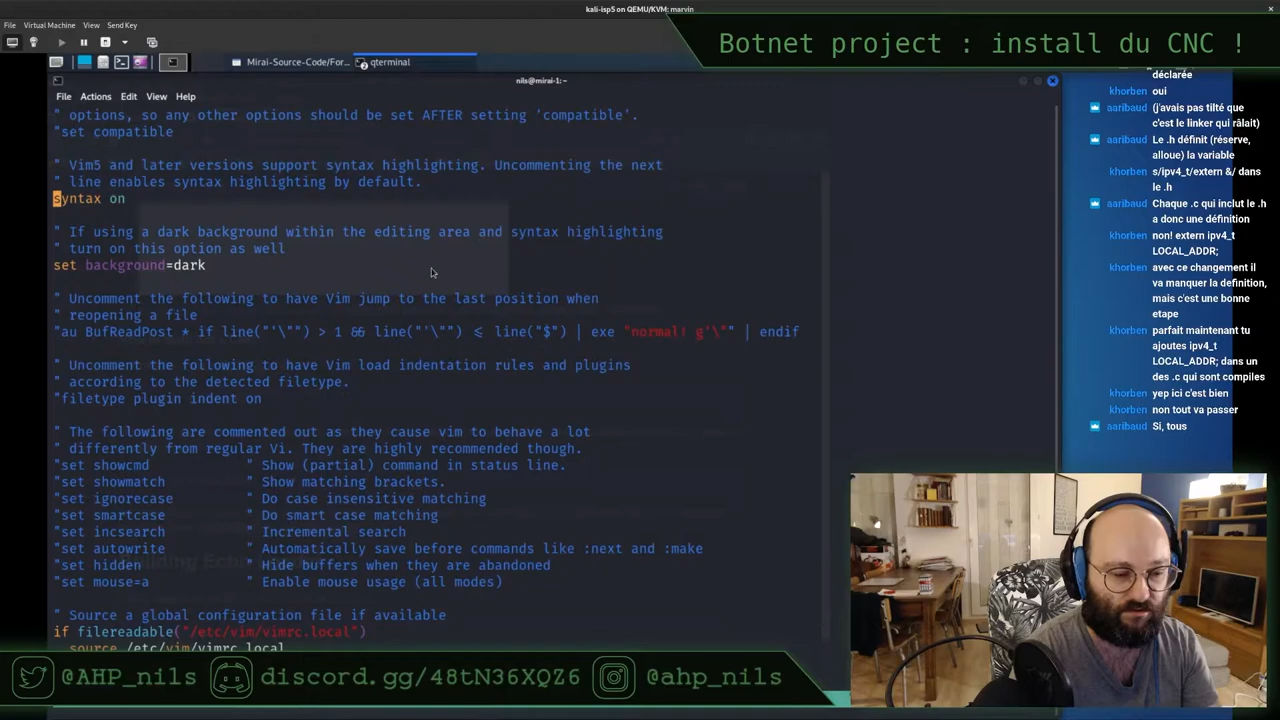 kali-isp5 on QEMU/KVM: marvin
File Virtual Machine View Send Key
Botnet project : install du CNC !
Mirai-Source-Code/For...
qterminal
nils@mirai-1: ~
File Actions Edit View Help
" options, so any other options should be set AFTER setting 'compatible'.
"set compatible
" Vim5 and later versions support syntax highlighting. Uncommenting the next
" line enables syntax highlighting by default.
syntax on
" If using a dark background within the editing area and syntax highlighting
" turn on this option as well
set background=dark
" Uncomment the following to have Vim jump to the last position when
" reopening a file
"au BufReadPost * if line("'\"") > 1 && line("'\"") <= line("$") | exe "normal! g'\"" | endif
" Uncomment the following to have Vim load indentation rules and plugins
" according to the detected filetype.
"filetype plugin indent on
" The following are commented out as they cause vim to behave a lot
" differently from regular Vi. They are highly recommended though.
"set showcmd " Show (partial) command in status line.
"set showmatch " Show matching brackets.
"set ignorecase " Do case insensitive matching
"set smartcase " Do smart case matching
"set incsearch " Incremental search
"set autowrite " Automatically save before commands like :next and :make
"set hidden " Hide buffers when they are abandoned
"set mouse=a " Enable mouse usage (all modes)
" Source a global configuration file if available
if filereadable("/etc/vim/vimrc.local")
source /etc/vim/vimrc.local
déclarée
khorben oui
aaribaud (j'avais pas tilté que
c'est le linker qui râlait)
aaribaud Le .h définit (réserve,
alloue) la variable
khorben s/ipv4_t/extern &/ dans
le .h
aaribaud Chaque .c qui inclut le .h
a donc une définition
khorben non! extern ipv4_t
LOCAL_ADDR;
khorben avec ce changement il
va manquer la definition,
mais c'est une bonne
etape
khorben parfait maintenant tu
ajoutes ipv4_t
LOCAL_ADDR; dans un
des .c qui sont compiles
khorben yep ici c'est bien
khorben non tout va passer
aaribaud Si, tous
@AHP_nils
discord.gg/48tN36XQZ6
@ahp_nils